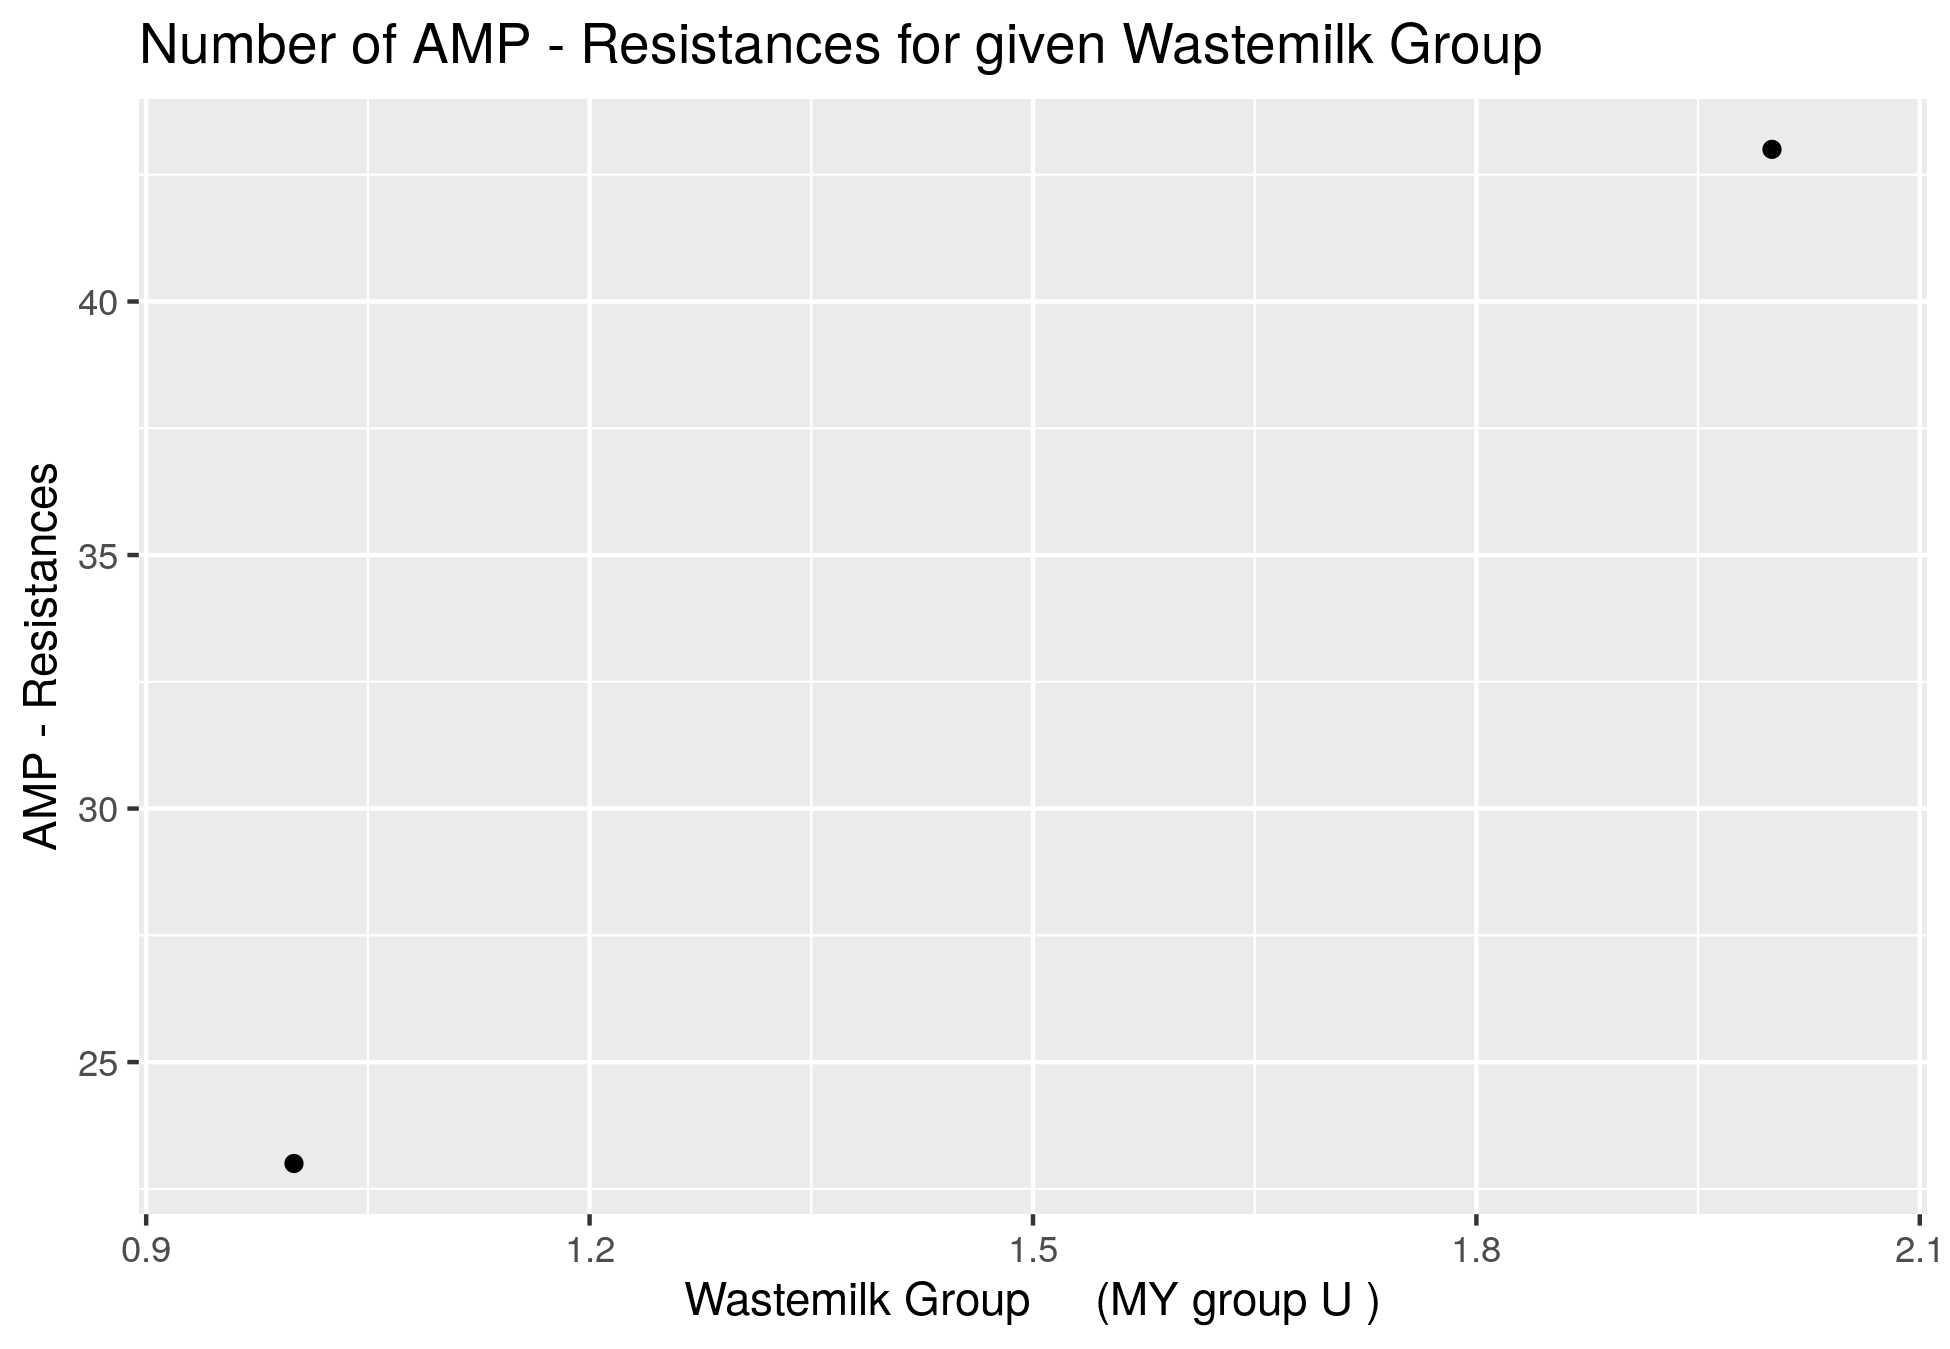 Number of AMP - Resistances for given Wastemilk Group
AMP - Resistances
40
35
30
25
0.9 1.2 1.5 1.8 2.1
Wastemilk Group (MY group U )